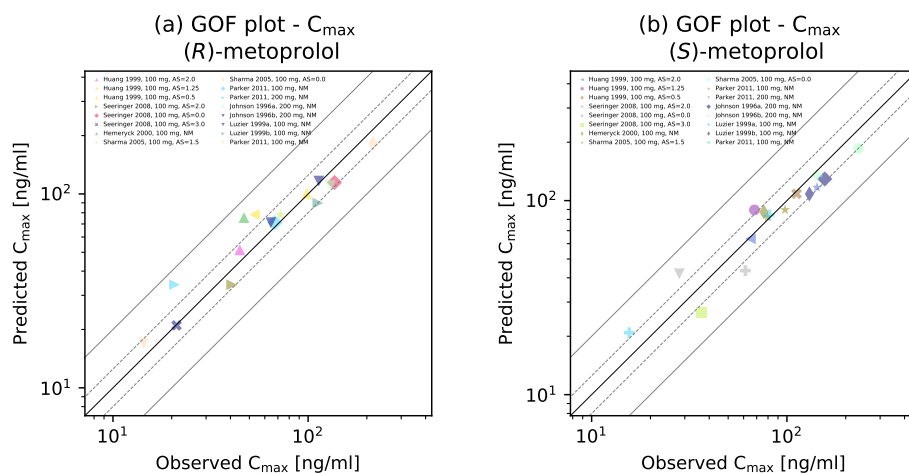 (a) GOF plot - Cmax
(R)-metoprolol
Huang 1999, 100 mg, AS=2.0
Huang 1999, 100 mg, AS=1.25
Huang 1999, 100 mg, AS=0.5
Seeringer 2008, 100 mg, AS=2.0
Seeringer 2008, 100 mg, AS=0.0
Seeringer 2008, 100 mg, AS=3.0
Hemeryck 2000, 100 mg, NM
Sharma 2005, 100 mg, AS=1.5
Sharma 2005, 100 mg, AS=0.0
Parker 2011, 100 mg, NM
Parker 2011, 200 mg, NM
Johnson 1996a, 200 mg, NM
Johnson 1996b, 200 mg, NM
Luzier 1999a, 100 mg, NM
Luzier 1999b, 100 mg, NM
Parker 2011, 100 mg, NM
Predicted Cmax [ng/ml]
10²
10¹
10¹
10²
Observed Cmax [ng/ml]
(b) GOF plot - Cmax
(S)-metoprolol
Huang 1999, 100 mg, AS=2.0
Huang 1999, 100 mg, AS=1.25
Huang 1999, 100 mg, AS=0.5
Seeringer 2008, 100 mg, AS=2.0
Seeringer 2008, 100 mg, AS=0.0
Seeringer 2008, 100 mg, AS=3.0
Hemeryck 2000, 100 mg, NM
Sharma 2005, 100 mg, AS=1.5
Sharma 2005, 100 mg, AS=0.0
Parker 2011, 100 mg, NM
Parker 2011, 200 mg, NM
Johnson 1996a, 200 mg, NM
Johnson 1996b, 200 mg, NM
Luzier 1999a, 100 mg, NM
Luzier 1999b, 100 mg, NM
Parker 2011, 100 mg, NM
Predicted Cmax [ng/ml]
10²
10¹
10¹
10²
Observed Cmax [ng/ml]